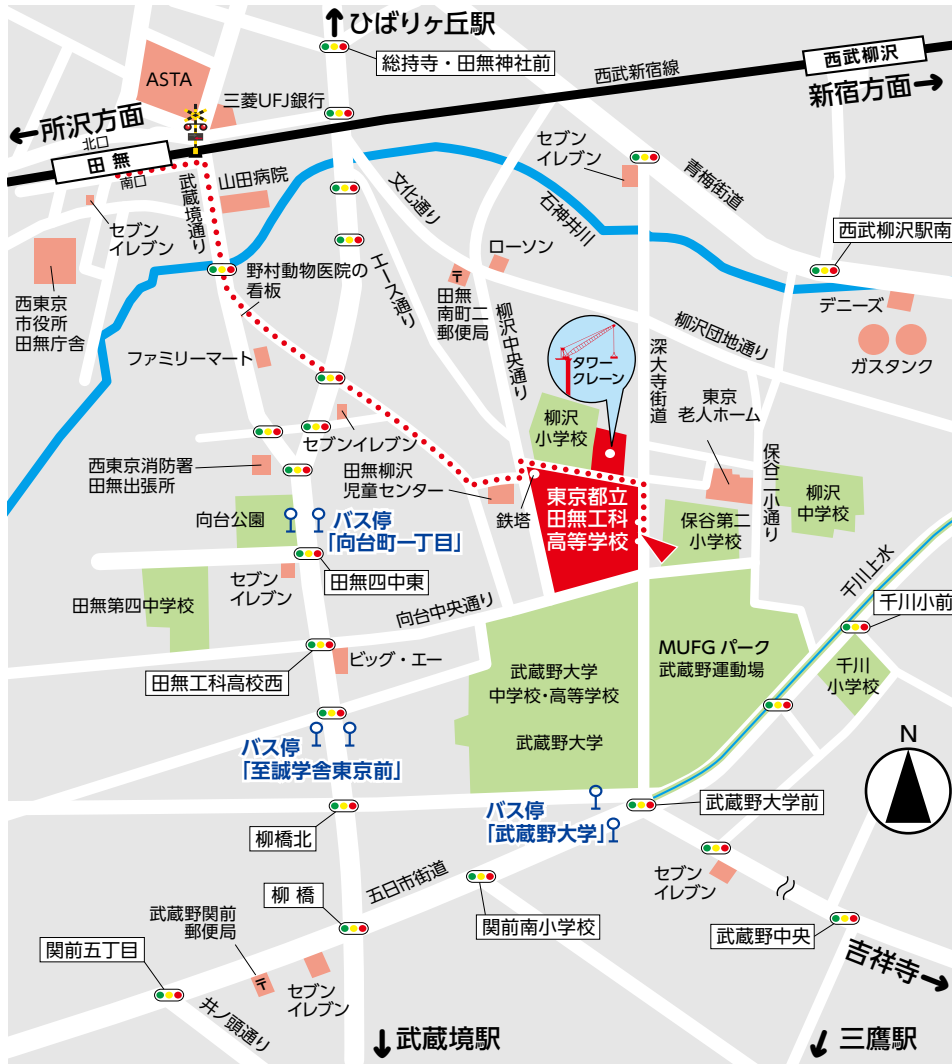 ↑ひばりヶ丘駅
総持寺・田無神社前
西武柳沢
西武新宿線
新宿方面→
ASTA
三菱UFJ銀行
←所沢方面
北口
田無
南口
武蔵境通り
山田病院
セブン
イレブン
文化通り
石神井川
青梅街道
セブン
イレブン
西武柳沢駅南
西東京
市役所
田無庁舎
野村動物医院の
看板
エース通り
ローソン
〒
田無
南町二
郵便局
柳沢中央通り
デニーズ
ガスタンク
柳沢団地通り
ファミリーマート
タワー
クレーン
深大寺街道
東京
老人ホーム
柳沢
小学校
セブンイレブン
西東京消防署
田無出張所
田無柳沢
児童センター
鉄塔
東京都立
田無工科
高等学校
保谷第二
小学校
保谷二小通り
柳沢
中学校
向台公園
バス停
「向台町一丁目」
田無四中東
セブン
イレブン
田無第四中学校
向台中央通り
千川上水
千川小前
田無工科高校西
ビッグ・エー
武蔵野大学
中学校・高等学校
武蔵野大学
MUFG パーク
武蔵野運動場
千川
小学校
バス停
「至誠学舎東京前」
N
柳橋北
バス停
「武蔵野大学」
武蔵野大学前
五日市街道
柳橋
関前南小学校
セブン
イレブン
武蔵野中央
武蔵野関前
郵便局
〒
関前五丁目
セブン
イレブン
井ノ頭通り
吉祥寺→
↓武蔵境駅
↓三鷹駅